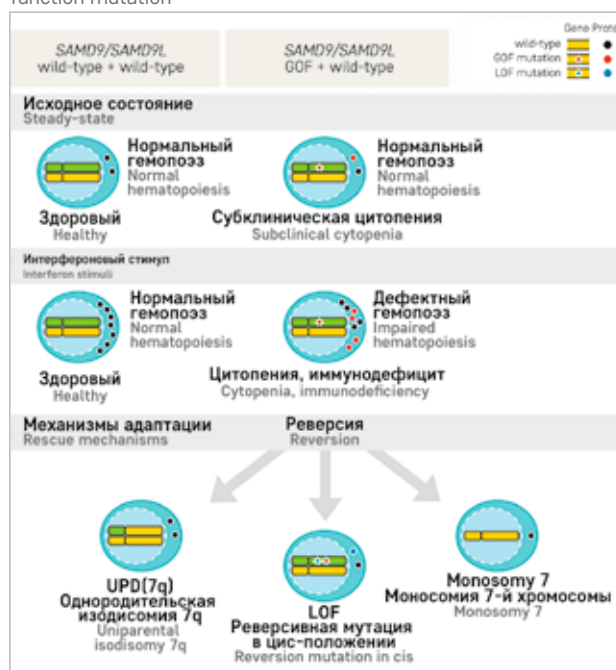 function mutation
SAMD9/SAMD9L
wild-type + wild-type
SAMD9/SAMD9L
GOF + wild-type
Gene Prote
wild-type
GOF mutation
LOF mutation
Исходное состояние
Steady-state
Нормальный
гемопоэз
Normal
hematopoiesis
Здоровый
Healthy
Нормальный
гемопоэз
Normal
hematopoiesis
Субклиническая цитопения
Subclinical cytopenia
Интерфероновый стимул
Interferon stimuli
Нормальный
гемопоэз
Normal
hematopoiesis
Здоровый
Healthy
Дефектный
гемопоэз
Impaired
hematopoiesis
Цитопения, иммунодефицит
Cytopenia, immunodeficiency
Механизмы адаптации
Rescue mechanisms
Реверсия
Reversion
UPD(7q)
Однородительская
изодисомия 7q
Uniparental
isodisomy 7q
LOF
Реверсивная мутация
в цис-положении
Reversion mutation in cis
Monosomy 7
Моносомия 7-й хромосомы
Monosomy 7